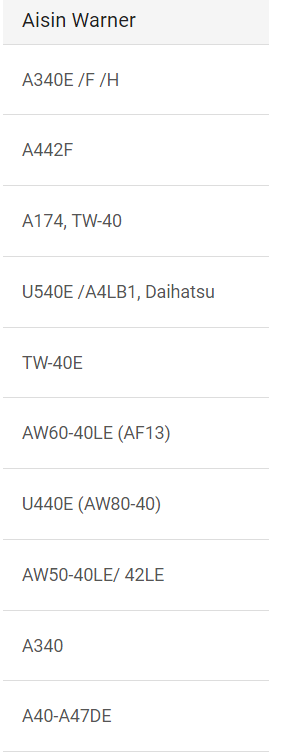 Aisin Warner
A340E /F /H
A442F
A174, TW-40
U540E /A4LB1, Daihatsu
TW-40E
AW60-40LE (AF13)
U440E (AW80-40)
AW50-40LE/ 42LE
A340
A40-A47DE